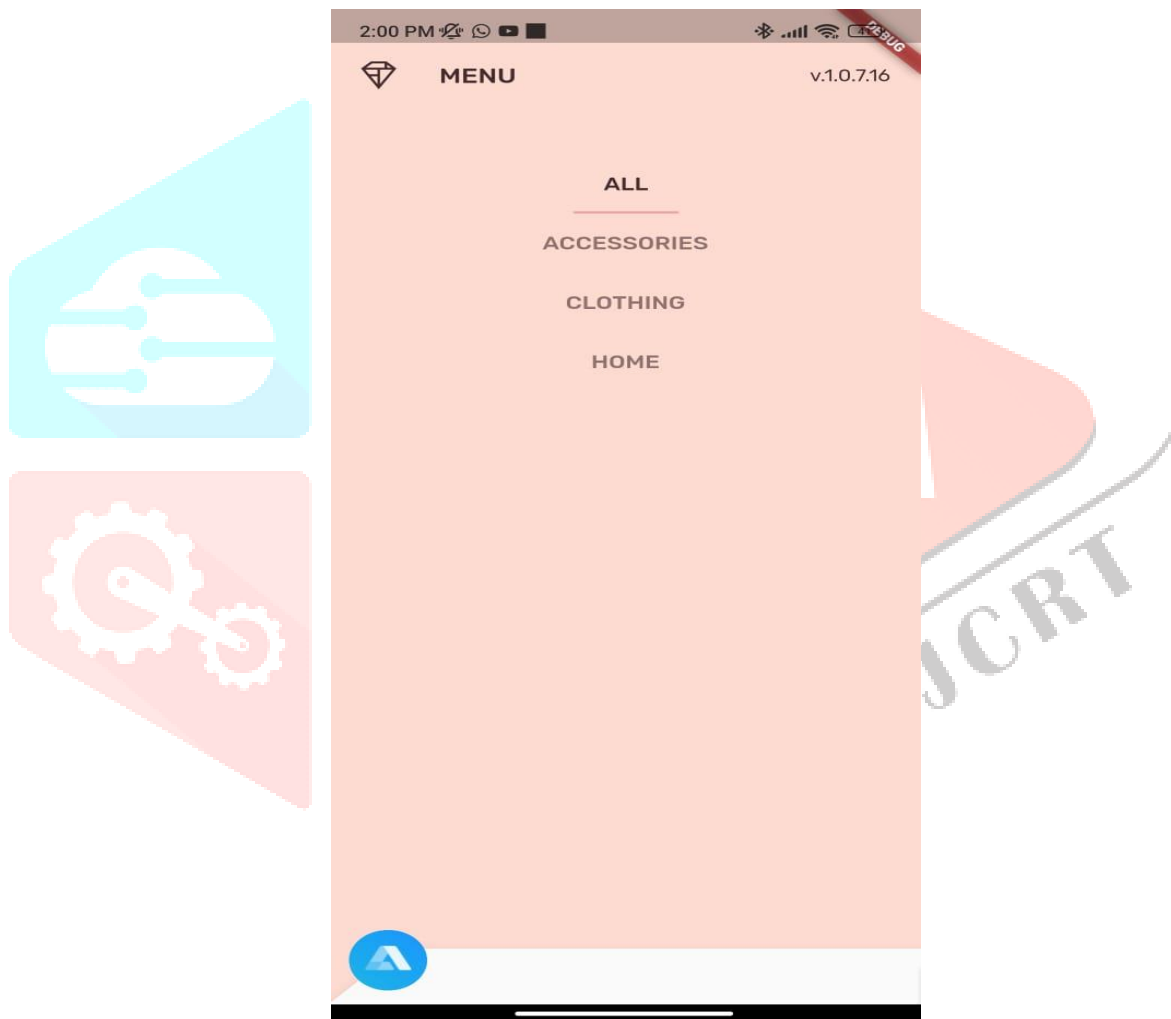 2:00 PM
DEBUG
MENU
v.1.0.7.16
ALL
ACCESSORIES
CLOTHING
HOME
JCRT